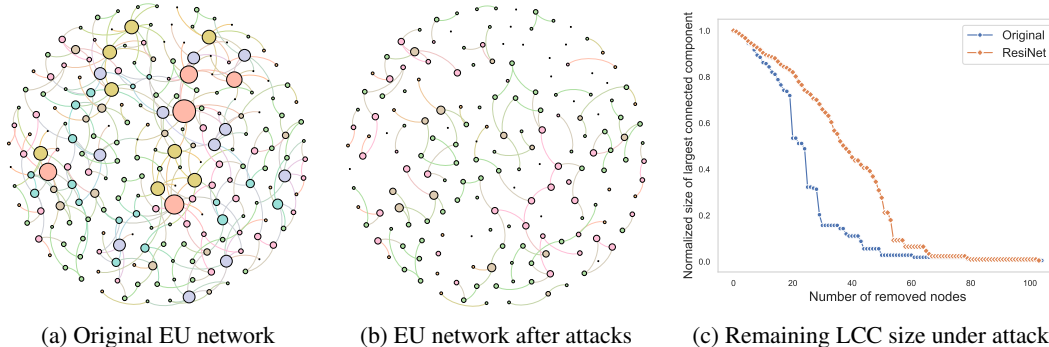 Original
ResiNet
Normalized size of largest connected component
1.0
0.8
0.6
0.4
0.2
0.0
0
20
40
60
80
100
Number of removed nodes
(a) Original EU network
(b) EU network after attacks
(c) Remaining LCC size under attack